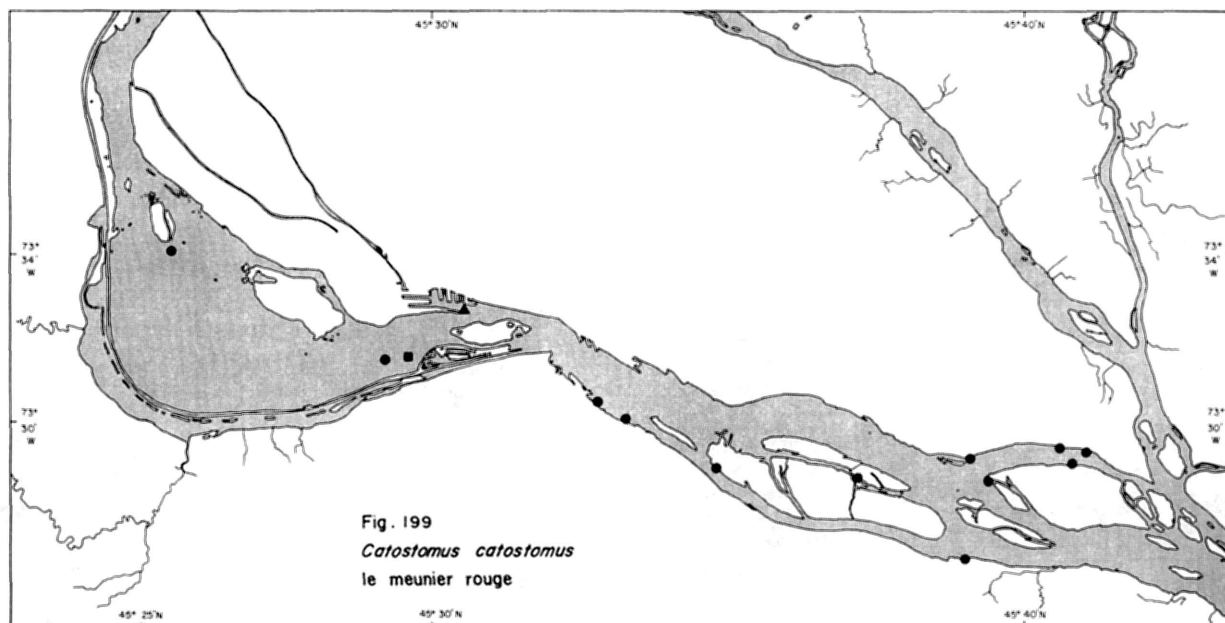 45° 30' N
45° 40' N
73°
34'
W
73°
34'
W
73°
30'
W
73°
30'
W
Fig. 199
Catostomus catostomus
le meunier rouge
45° 25' N
45° 30' N
45° 40' N